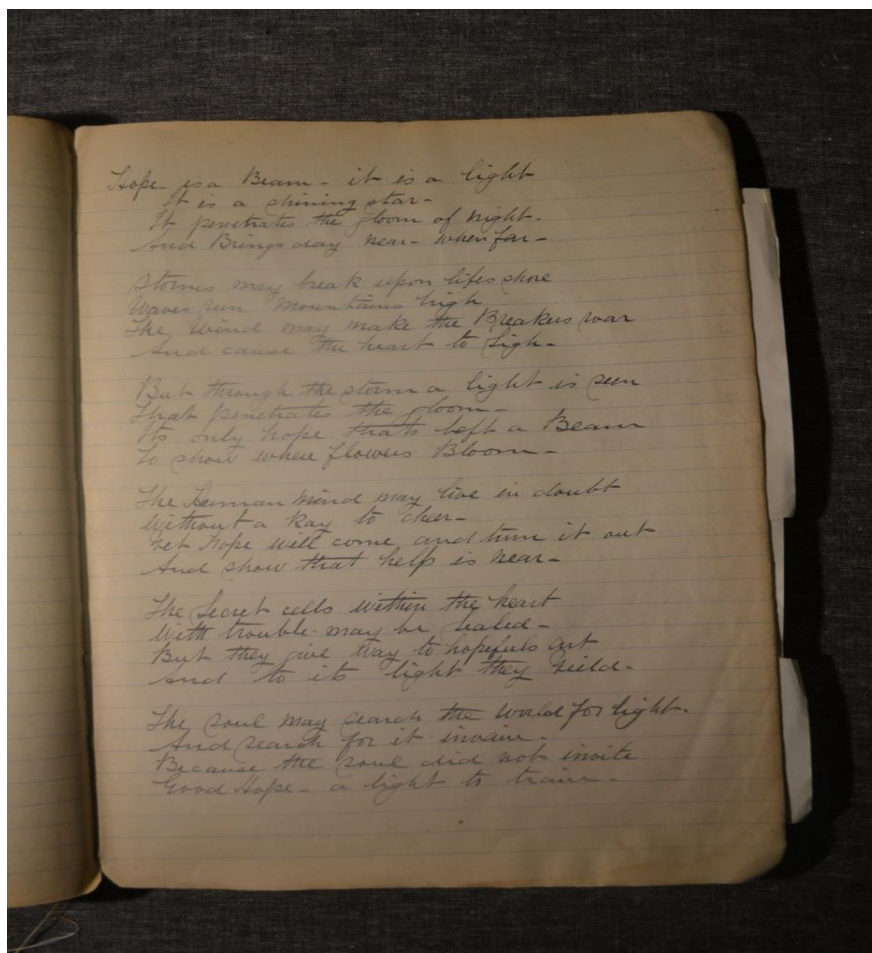 Hope is a Beam - it is a light
It is a shining star -
It penetrates the gloom of night -
And Brings day near - when far -
Storms may break upon lifes shore
Waves run Mountains high
The Wind may make the Breakers roar
And cause the heart to Sigh -
But through the storm a light is seen
That penetrates the gloom -
Its only hope thats left a Beam
To show where flowers Bloom -
The human Mind may live in doubt
Without a Ray to cheer -
Yet Hope will come and turn it out
And show that help is near -
The Secret cells within the heart
With trouble may be Sealed -
But they give Way to hopefuls art
And to its light they Yield -
The soul may search the World for light -
And search for it invain -
Because the soul did not invite
Good Hope - a light to train -